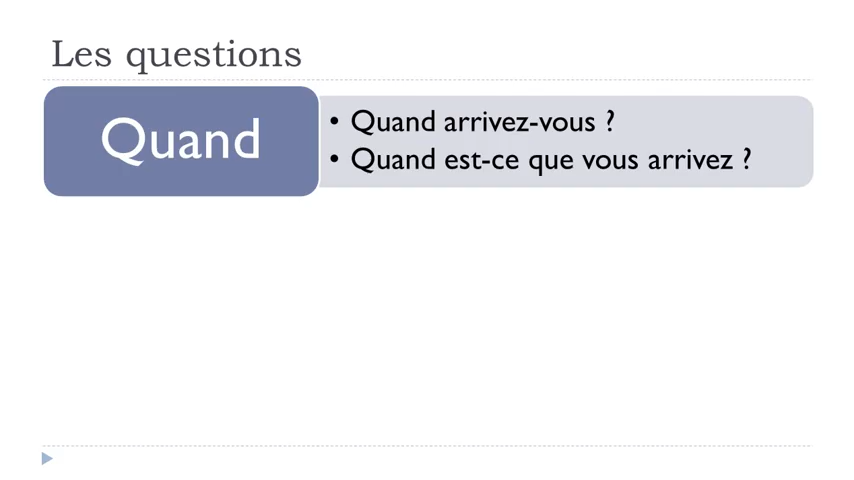 Les questions
Quand
• Quand arrivez-vous ?
• Quand est-ce que vous arrivez ?